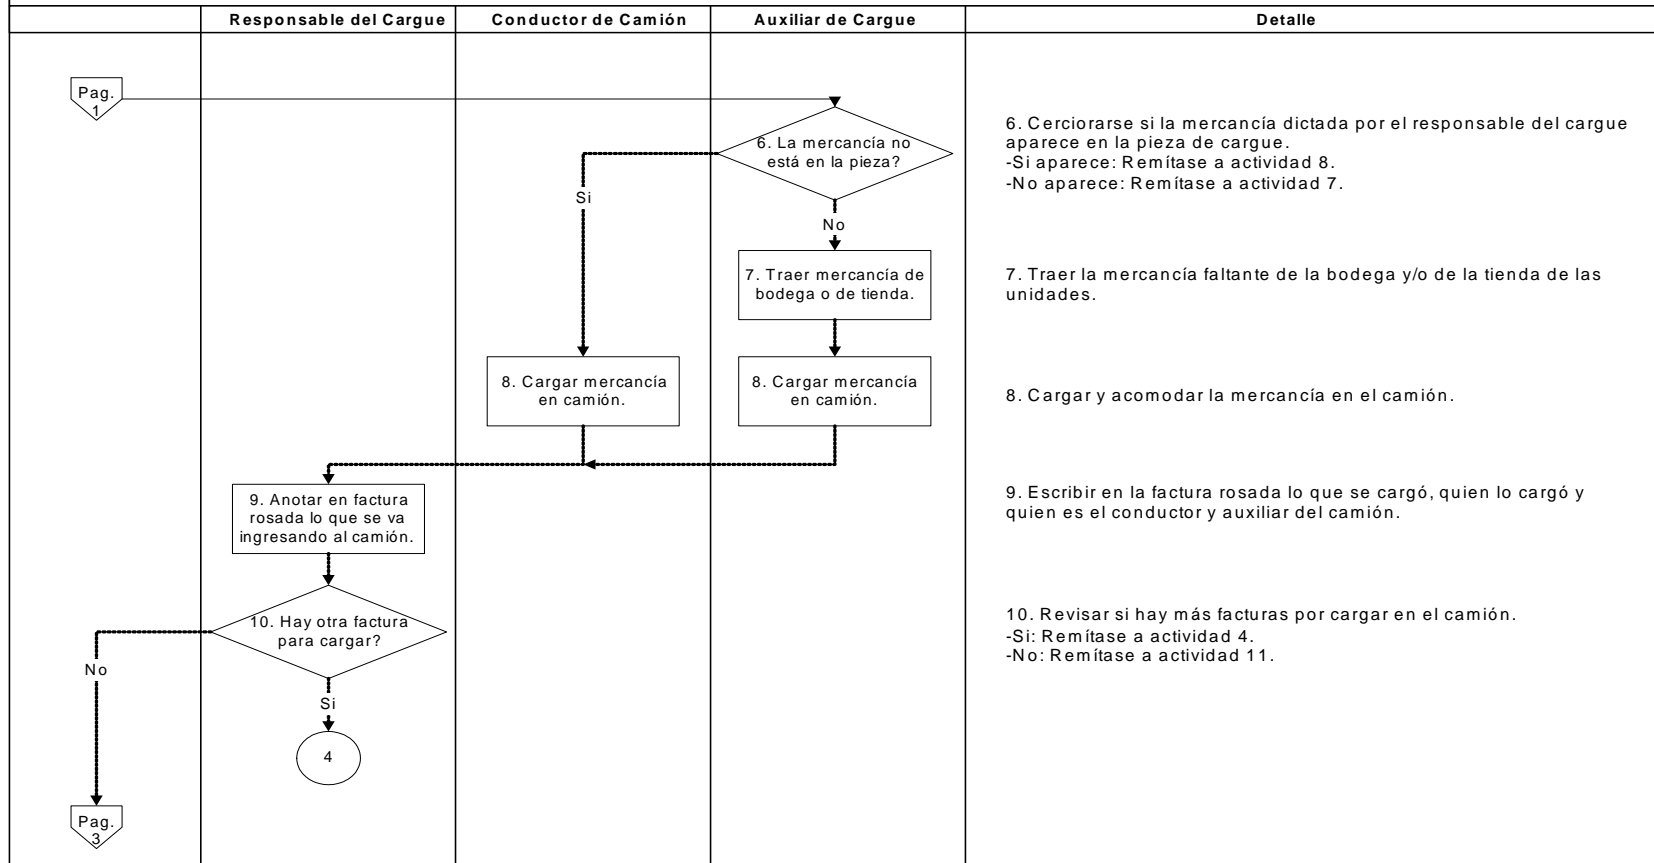 Responsable del Cargue
Conductor de Camión
Auxiliar de Cargue
Detalle
Pag.
1
6. La mercancía no
está en la pieza?
6. Cerciorarse si la mercancía dictada por el responsable del cargue
aparece en la pieza de cargue.
-Si aparece: Remítase a actividad 8.
-No aparece: Remítase a actividad 7.
Si
No
7. Traer mercancía de
bodega o de tienda.
7. Traer la mercancía faltante de la bodega y/o de la tienda de las
unidades.
8. Cargar mercancía
en camión.
8. Cargar mercancía
en camión.
8. Cargar y acomodar la mercancía en el camión.
9. Anotar en factura
rosada lo que se va
ingresando al camión.
9. Escribir en la factura rosada lo que se cargó, quien lo cargó y
quien es el conductor y auxiliar del camión.
10. Hay otra factura
para cargar?
10. Revisar si hay más facturas por cargar en el camión.
-Si: Remítase a actividad 4.
-No: Remítase a actividad 11.
No
Si
4
Pag.
3